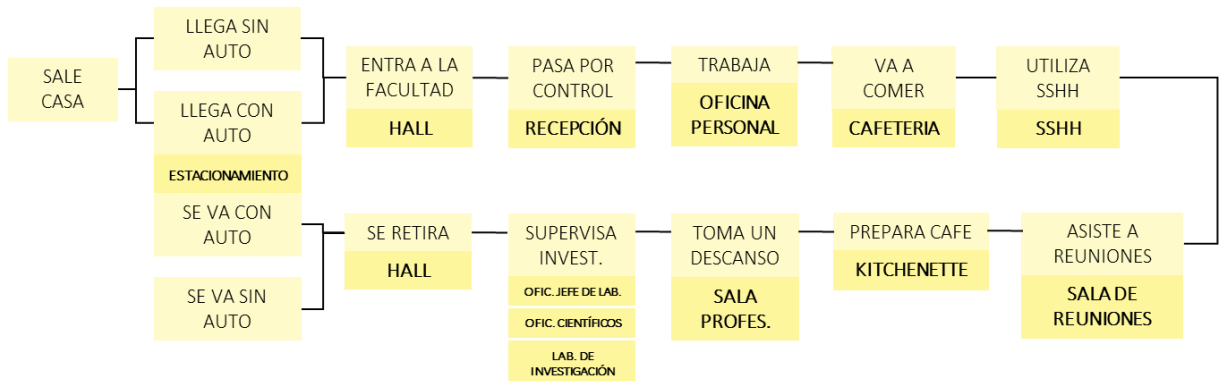 SALE
CASA
LLEGA SIN
AUTO
LLEGA CON
AUTO
ESTACIONAMIENTO
ENTRA A LA
FACULTAD
HALL
PASA POR
CONTROL
RECEPCIÓN
TRABAJA
OFICINA
PERSONAL
VA A
COMER
CAFETERIA
UTILIZA
SSHH
SSHH
ASISTE A
REUNIONES
SALA DE
REUNIONES
PREPARA CAFE
KITCHENETTE
TOMA UN
DESCANSO
SALA
PROFES.
SUPERVISA
INVEST.
OFIC. JEFE DE LAB.
OFIC. CIENTÍFICOS
LAB. DE
INVESTIGACIÓN
SE RETIRA
HALL
SE VA CON
AUTO
SE VA SIN
AUTO